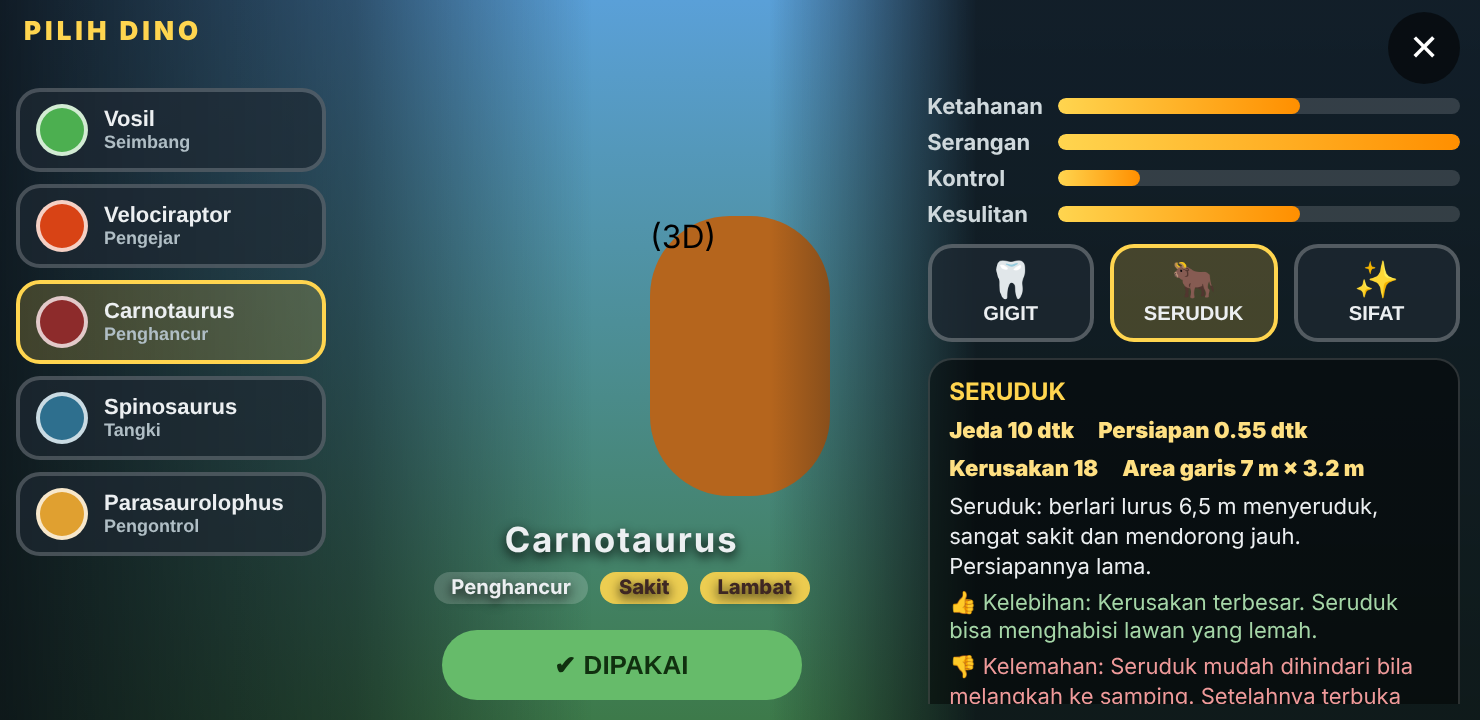 PILIH DINO
✕
Vosil
Seimbang
Velociraptor
Pengejar
Carnotaurus
Penghancur
Spinosaurus
Tangki
Parasaurolophus
Pengontrol
(3D)
Carnotaurus
Penghancur Sakit Lambat
✔ DIPAKAI
Ketahanan
Serangan
Kontrol
Kesulitan
🦷 GIGIT
🐂 SERUDUK
✨ SIFAT
SERUDUK
Jeda 10 dtk Persiapan 0.55 dtk
Kerusakan 18 Area garis 7 m × 3.2 m
Seruduk: berlari lurus 6,5 m menyeruduk,
sangat sakit dan mendorong jauh.
Persiapannya lama.
👍 Kelebihan: Kerusakan terbesar. Seruduk
bisa menghabisi lawan yang lemah.
👎 Kelemahan: Seruduk mudah dihindari bila
melangkah ke samping. Setelahnya terbuka